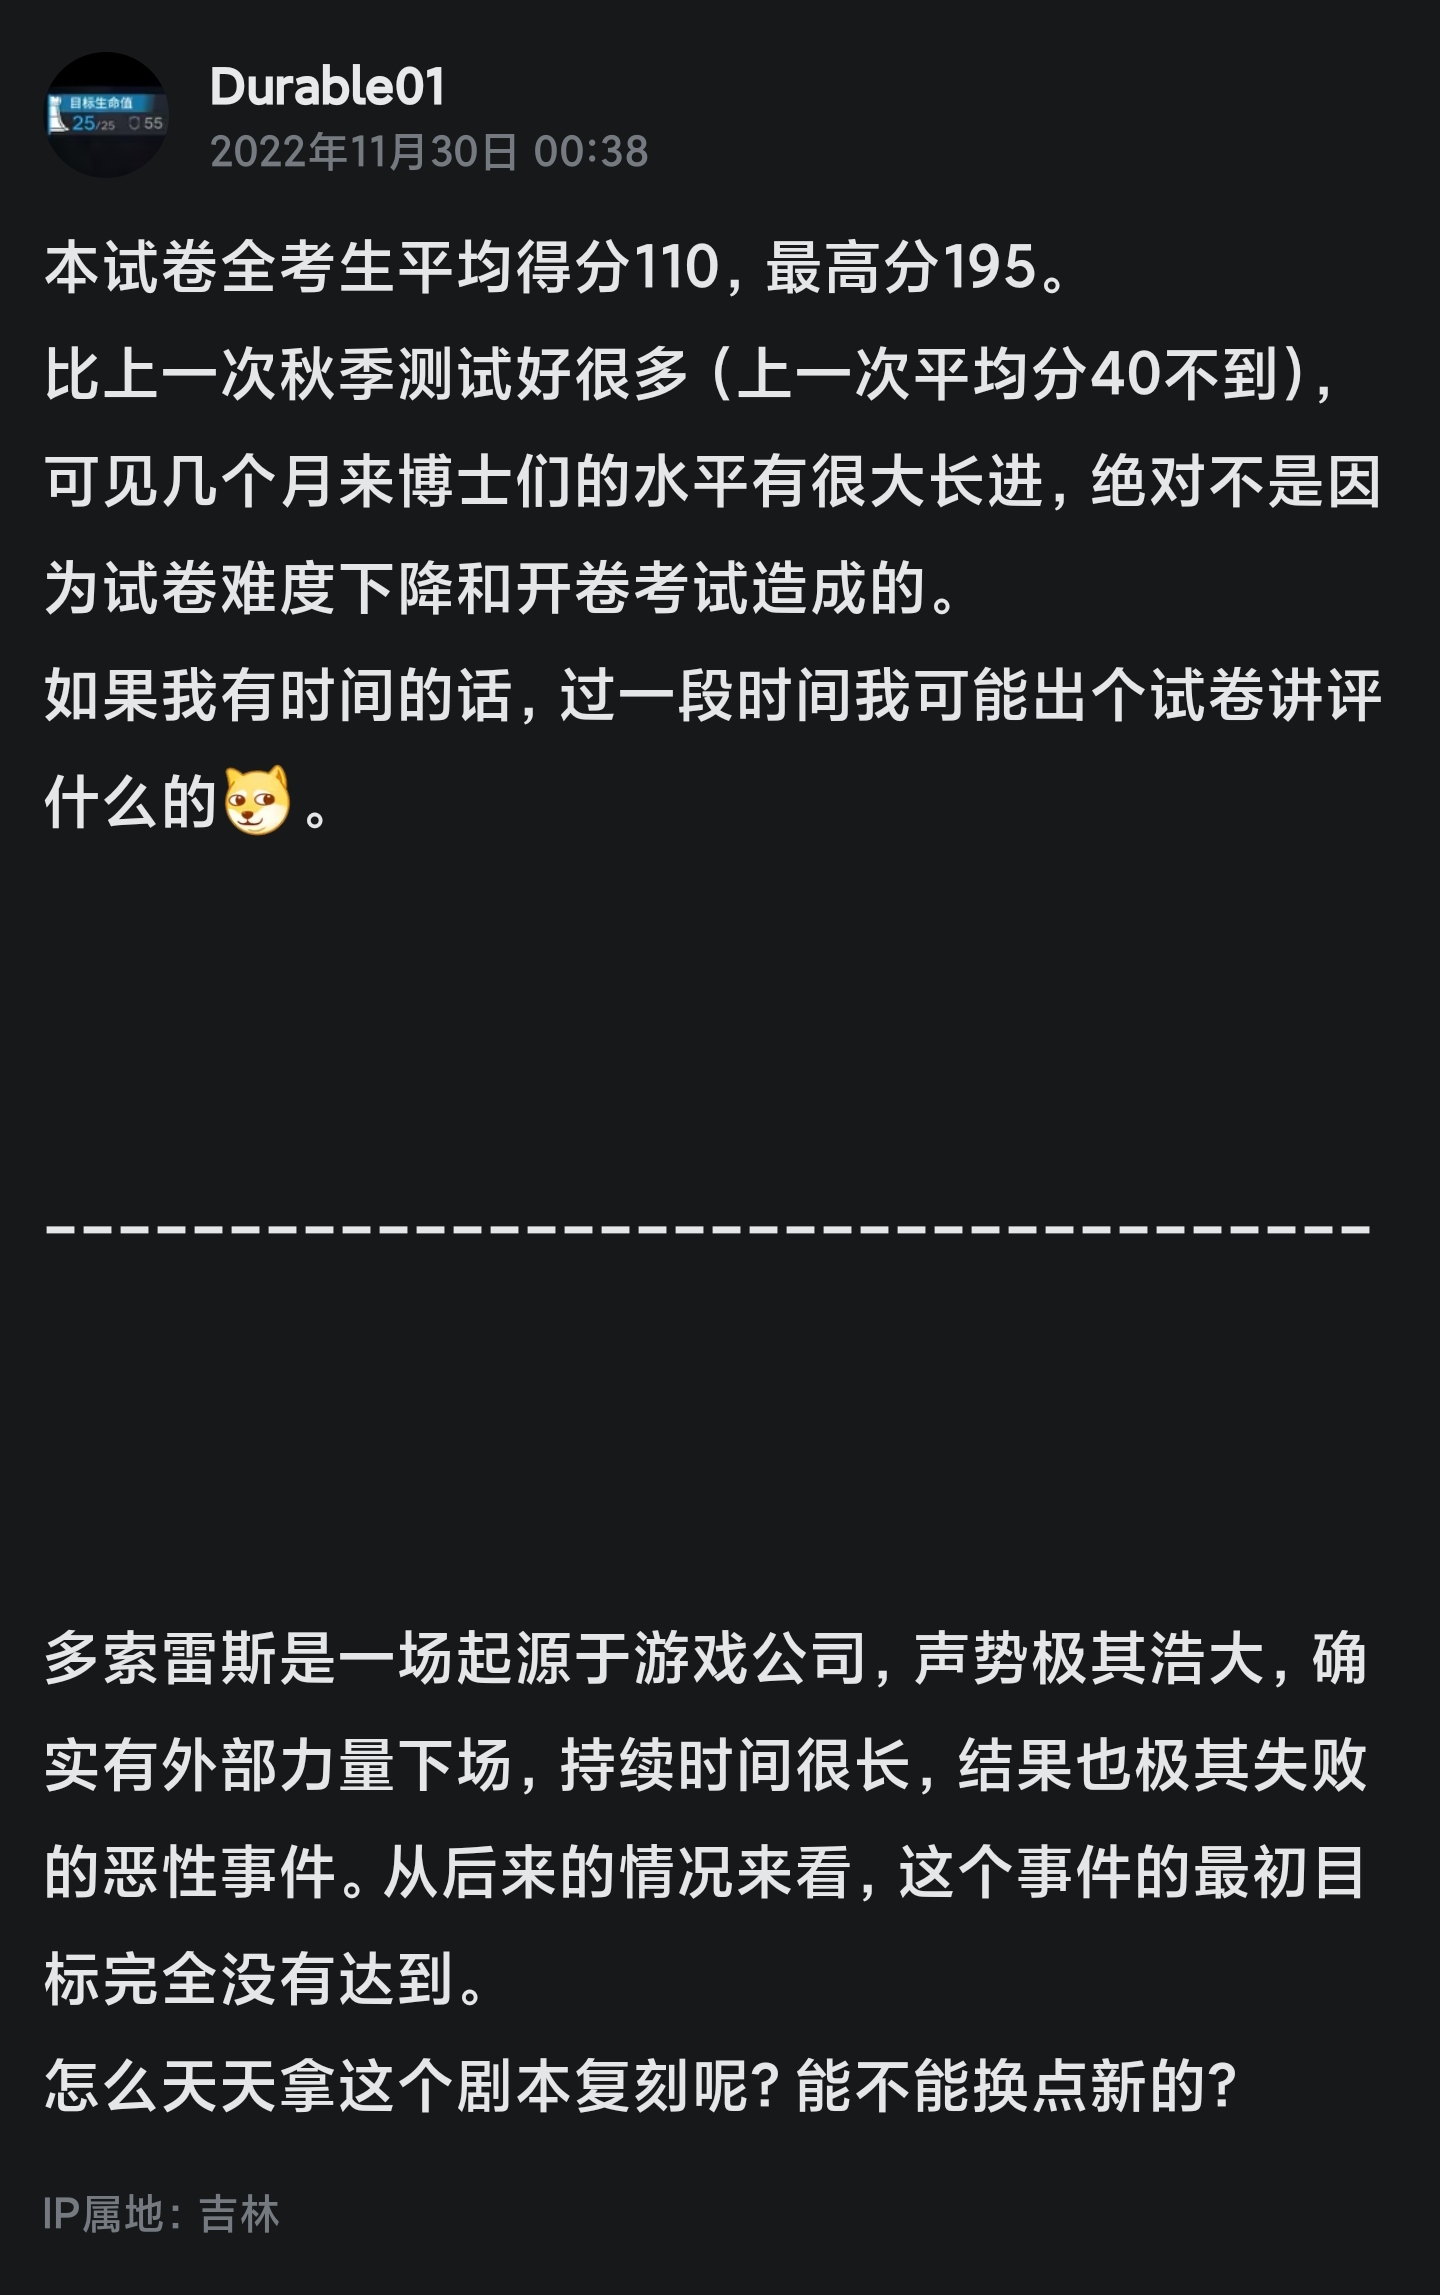 目标生命值
25/25 55
Durable01
2022年11月30日 00:38
本试卷全考生平均得分110，最高分195。
比上一次秋季测试好很多（上一次平均分40不到），
可见几个月来博士们的水平有很大长进，绝对不是因
为试卷难度下降和开卷考试造成的。
如果我有时间的话，过一段时间我可能出个试卷讲评
什么的。
------------------------------------
多索雷斯是一场起源于游戏公司，声势极其浩大，确
实有外部力量下场，持续时间很长，结果也极其失败
的恶性事件。从后来的情况来看，这个事件的最初目
标完全没有达到。
怎么天天拿这个剧本复刻呢？能不能换点新的？
IP属地：吉林